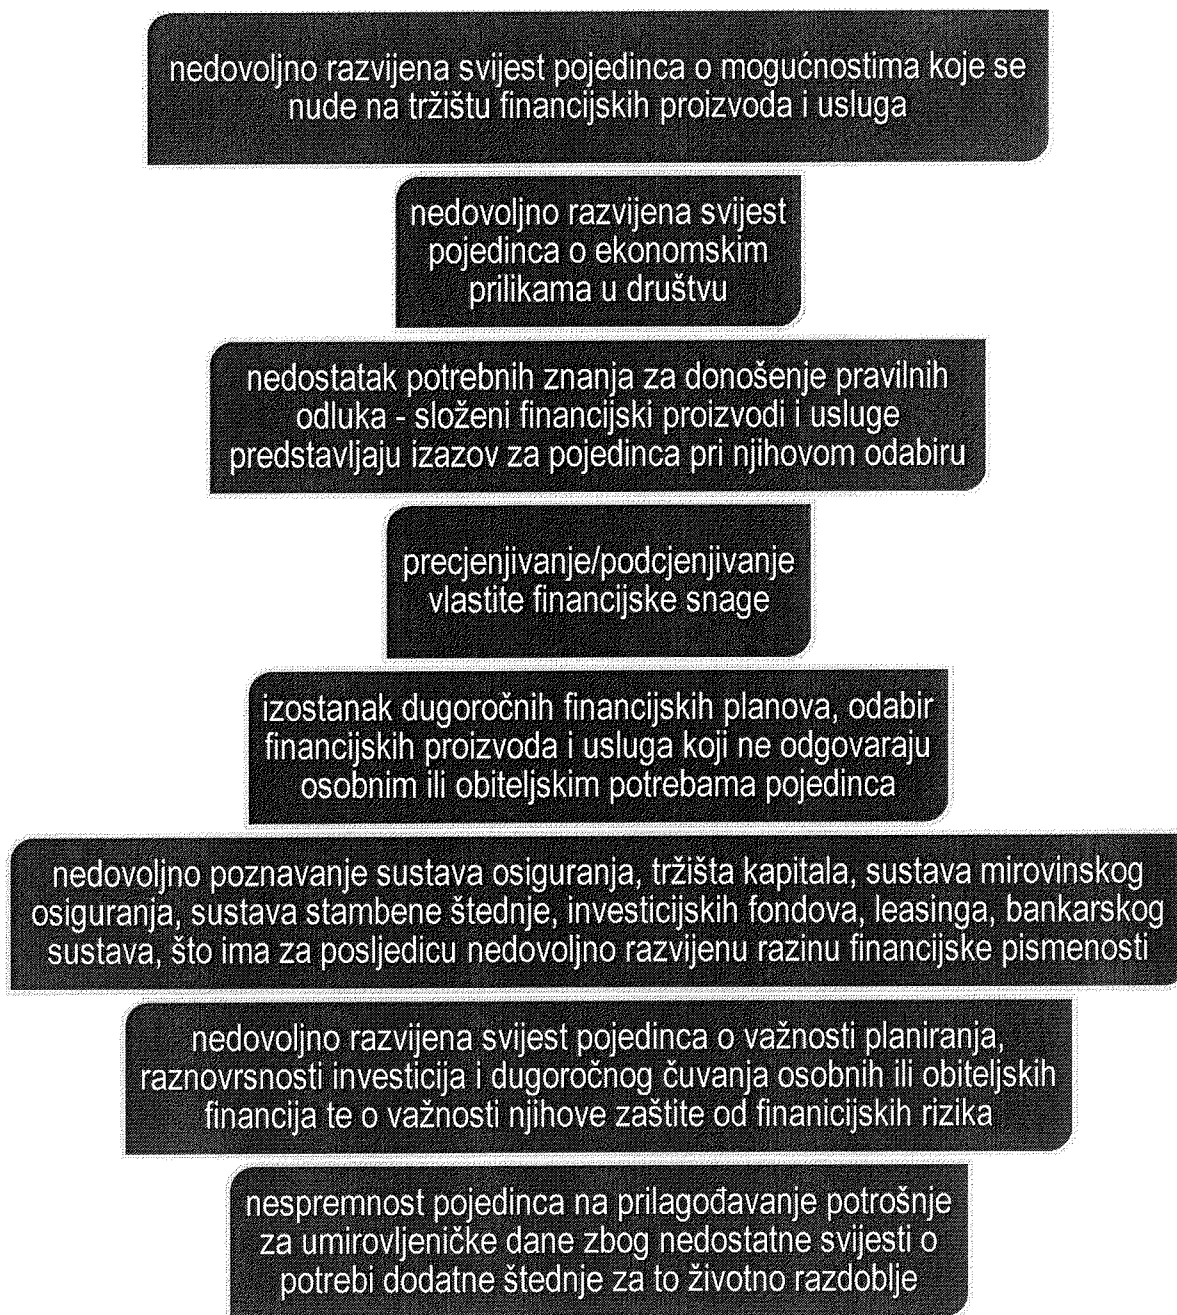 nedovoljno razvijena svijest pojedinca o mogućnostima koje se
nude na tržištu financijskih proizvoda i usluga
nedovoljno razvijena svijest
pojedinca o ekonomskim
prilikama u društvu
nedostatak potrebnih znanja za donošenje pravilnih
odluka - složeni financijski proizvodi i usluge
predstavljaju izazov za pojedinca pri njihovom odabiru
precjenjivanje/podcjenjivanje
vlastite financijske snage
izostanak dugoročnih financijskih planova, odabir
financijskih proizvoda i usluga koji ne odgovaraju
osobnim ili obiteljskim potrebama pojedinca
nedovoljno poznavanje sustava osiguranja, tržišta kapitala, sustava mirovinskog
osiguranja, sustava stambene štednje, investicijskih fondova, leasinga, bankarskog
sustava, što ima za posljedicu nedovoljno razvijenu razinu financijske pismenosti
nedovoljno razvijena svijest pojedinca o važnosti planiranja,
raznovrsnosti investicija i dugoročnog čuvanja osobnih ili obiteljskih
financija te o važnosti njihove zaštite od finanicijskih rizika
nespremnost pojedinca na prilagođavanje potrošnje
za umirovljeničke dane zbog nedostatne svijesti o
potrebi dodatne štednje za to životno razdoblje